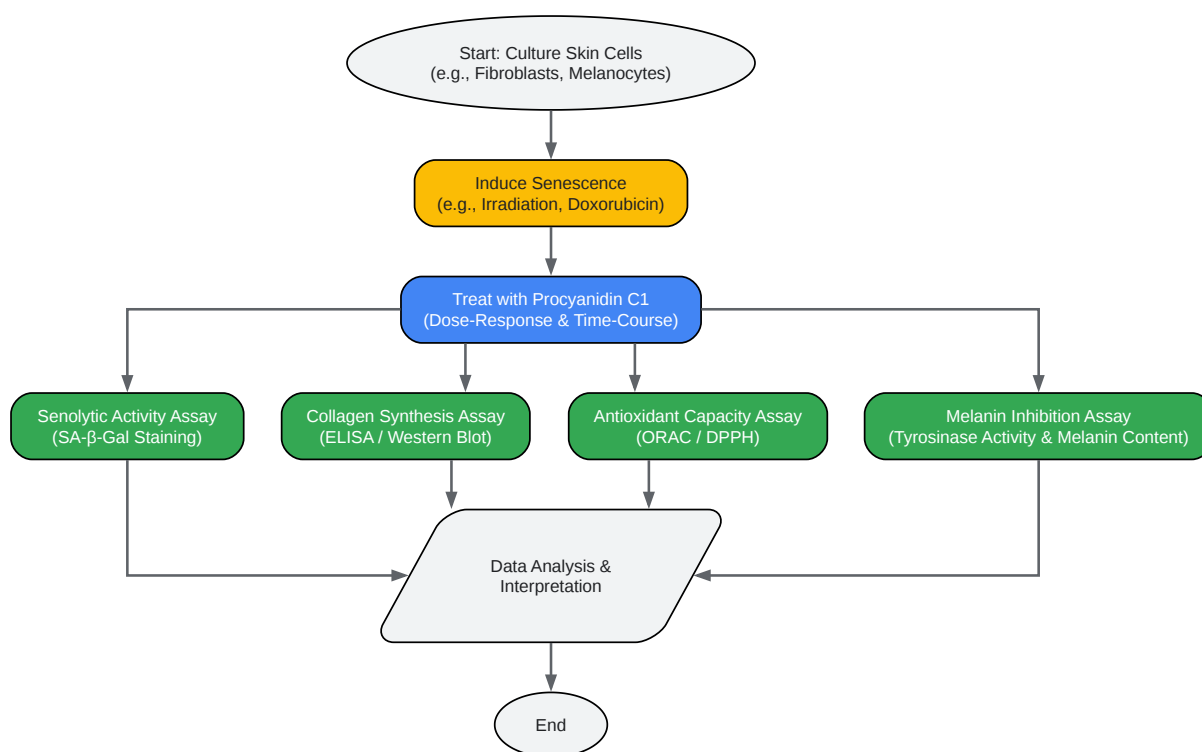 Start: Culture Skin Cells
(e.g., Fibroblasts, Melanocytes)
Induce Senescence
(e.g., Irradiation, Doxorubicin)
Treat with Procyanidin C1
(Dose-Response & Time-Course)
Senolytic Activity Assay
(SA-β-Gal Staining)
Collagen Synthesis Assay
(ELISA / Western Blot)
Antioxidant Capacity Assay
(ORAC / DPPH)
Melanin Inhibition Assay
(Tyrosinase Activity & Melanin Content)
Data Analysis &
Interpretation
End